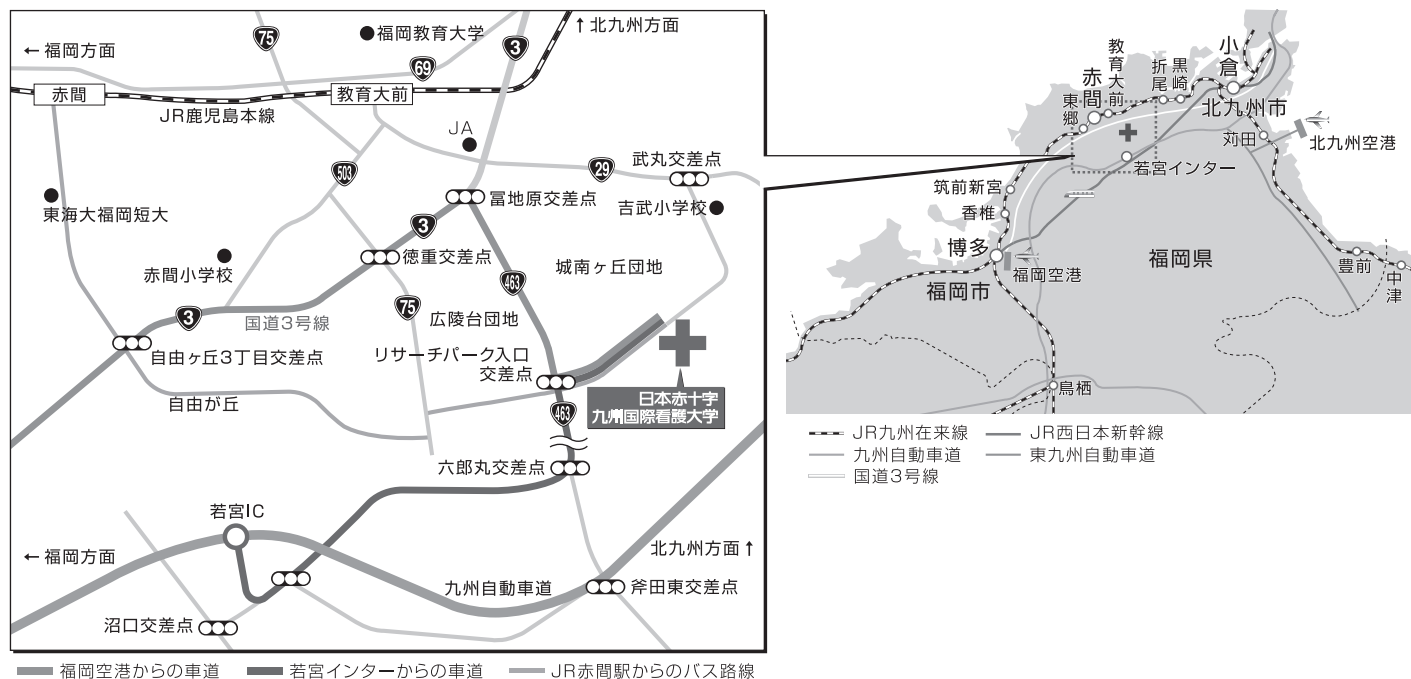 75
福岡教育大学
↑北九州方面
←福岡方面
3
69
赤間
教育大前
JR鹿児島本線
JA
503
29
武丸交差点
東海大福岡短大
冨地原交差点
吉武小学校
3
赤間小学校
徳重交差点
城南ヶ丘団地
463
75
3
国道3号線
広陵台団地
自由ヶ丘3丁目交差点
リサーチパーク入口
交差点
自由が丘
日本赤十字
九州国際看護大学
463
六郎丸交差点
若宮IC
←福岡方面
北九州方面↑
九州自動車道
斧田東交差点
沼口交差点
福岡空港からの車道
若宮インターからの車道
JR赤間駅からのバス路線
小倉
教育大前
黒崎
折尾
赤間
東郷
北九州市
苅田
北九州空港
若宮インター
筑前新宮
香椎
博多
福岡空港
福岡県
福岡市
豊前
中津
鳥栖
JR九州在来線
JR西日本新幹線
九州自動車道
東九州自動車道
国道3号線